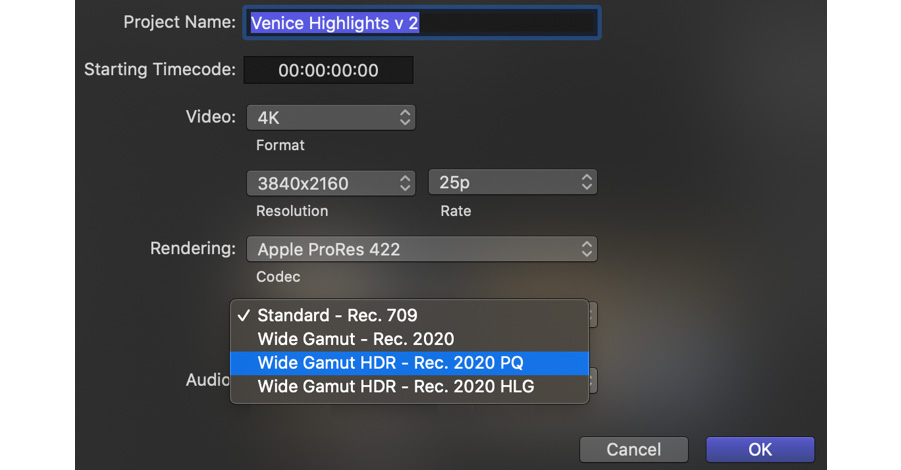 Project Name: Venice Highlights v 2
Starting Timecode: 00:00:00:00
Video: 4K
Format
3840x2160 25p
Resolution Rate
Rendering: Apple ProRes 422
Codec
✓ Standard - Rec. 709
Wide Gamut - Rec. 2020
Wide Gamut HDR - Rec. 2020 PQ
Audio Wide Gamut HDR - Rec. 2020 HLG
Cancel OK